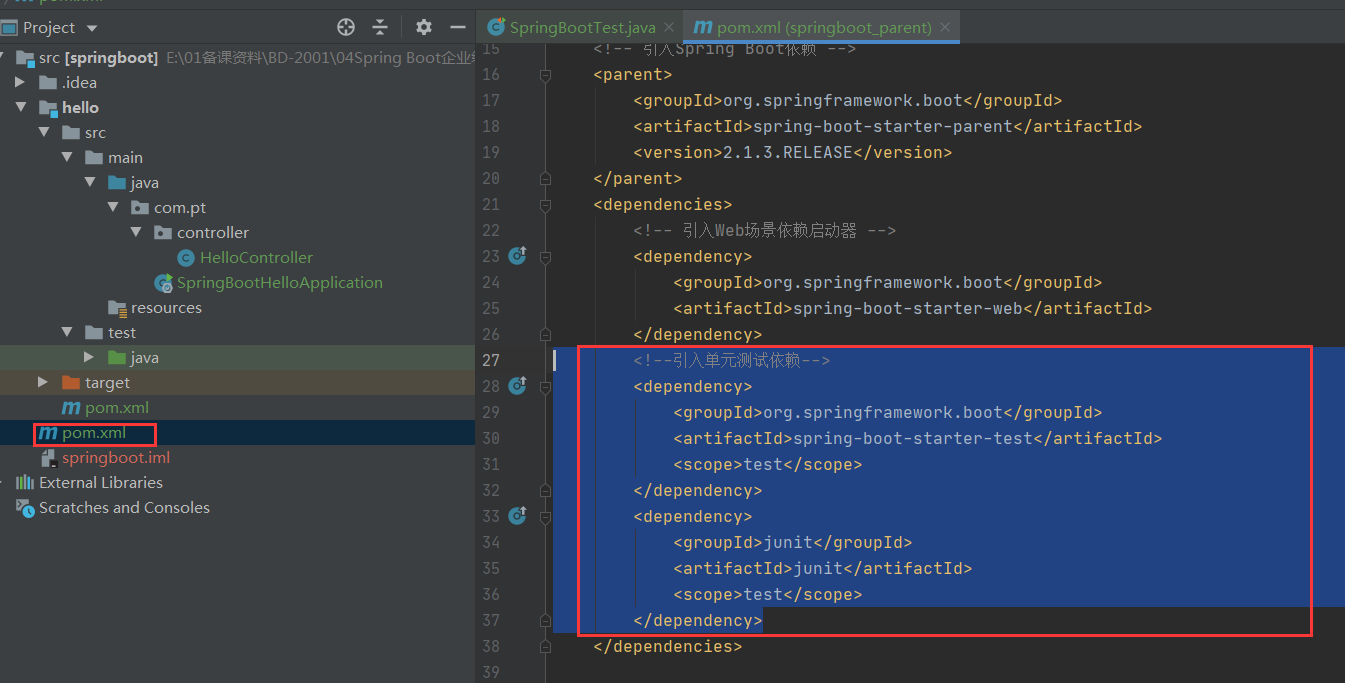 pom.xml
Project
SpringBootTest.java
pom.xml (springboot_parent)
src [springboot] E:\01备课资料\BD-2001\04Spring Boot企业
.idea
hello
src
main
java
com.pt
controller
HelloController
SpringBootHelloApplication
resources
test
java
target
pom.xml
pom.xml
springboot.iml
External Libraries
Scratches and Consoles
15 <!-- 引入Spring Boot依赖 -->
16 <parent>
17 <groupId>org.springframework.boot</groupId>
18 <artifactId>spring-boot-starter-parent</artifactId>
19 <version>2.1.3.RELEASE</version>
20 </parent>
21 <dependencies>
22 <!-- 引入Web场景依赖启动器 -->
23 <dependency>
24 <groupId>org.springframework.boot</groupId>
25 <artifactId>spring-boot-starter-web</artifactId>
26 </dependency>
27 <!--引入单元测试依赖-->
28 <dependency>
29 <groupId>org.springframework.boot</groupId>
30 <artifactId>spring-boot-starter-test</artifactId>
31 <scope>test</scope>
32 </dependency>
33 <dependency>
34 <groupId>junit</groupId>
35 <artifactId>junit</artifactId>
36 <scope>test</scope>
37 </dependency>
38 </dependencies>
39